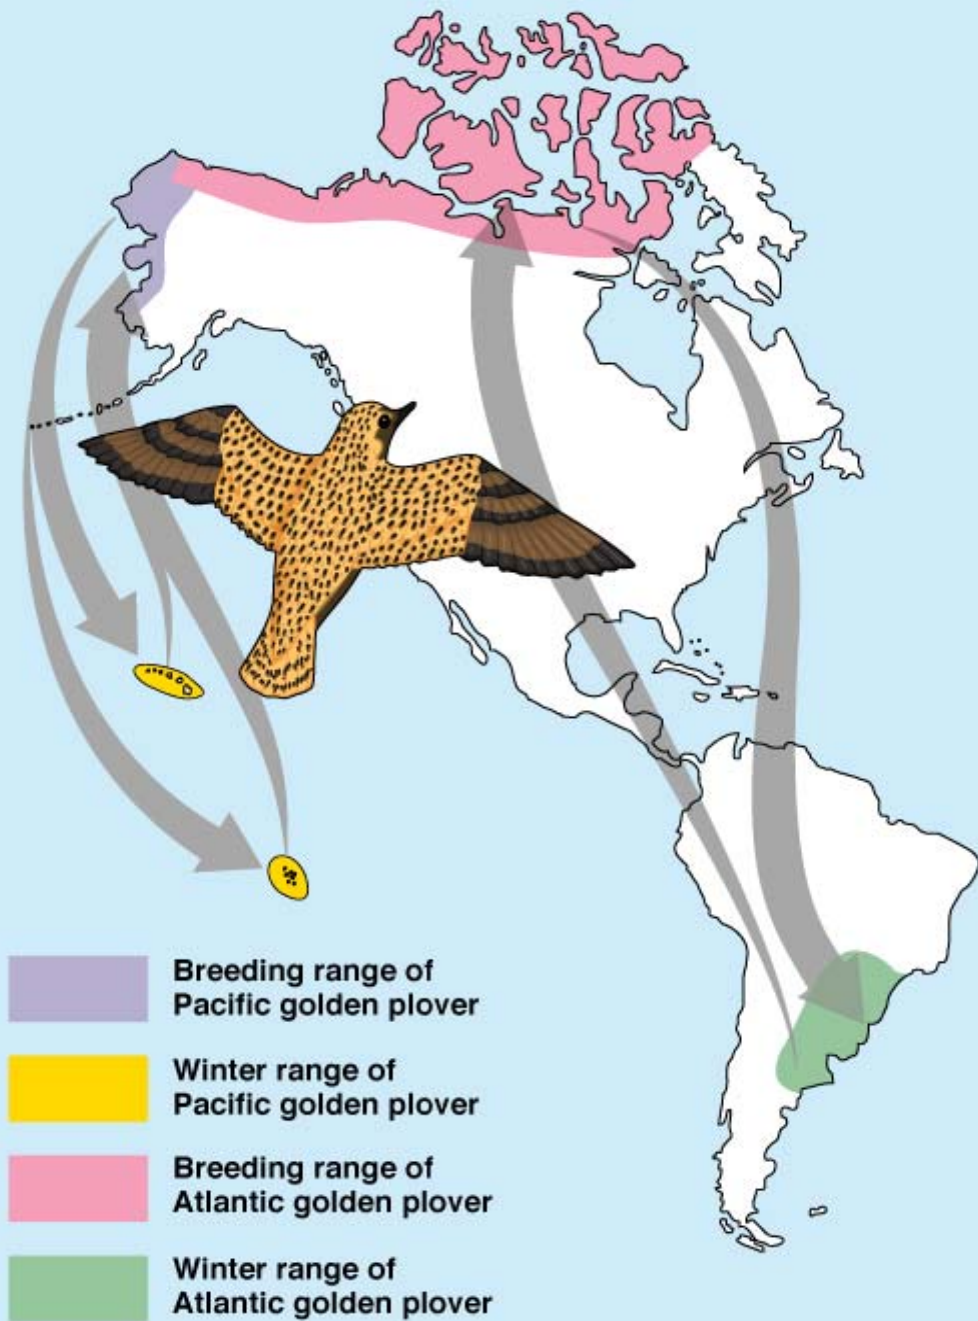 Breeding range of
Pacific golden plover
Winter range of
Pacific golden plover
Breeding range of
Atlantic golden plover
Winter range of
Atlantic golden plover